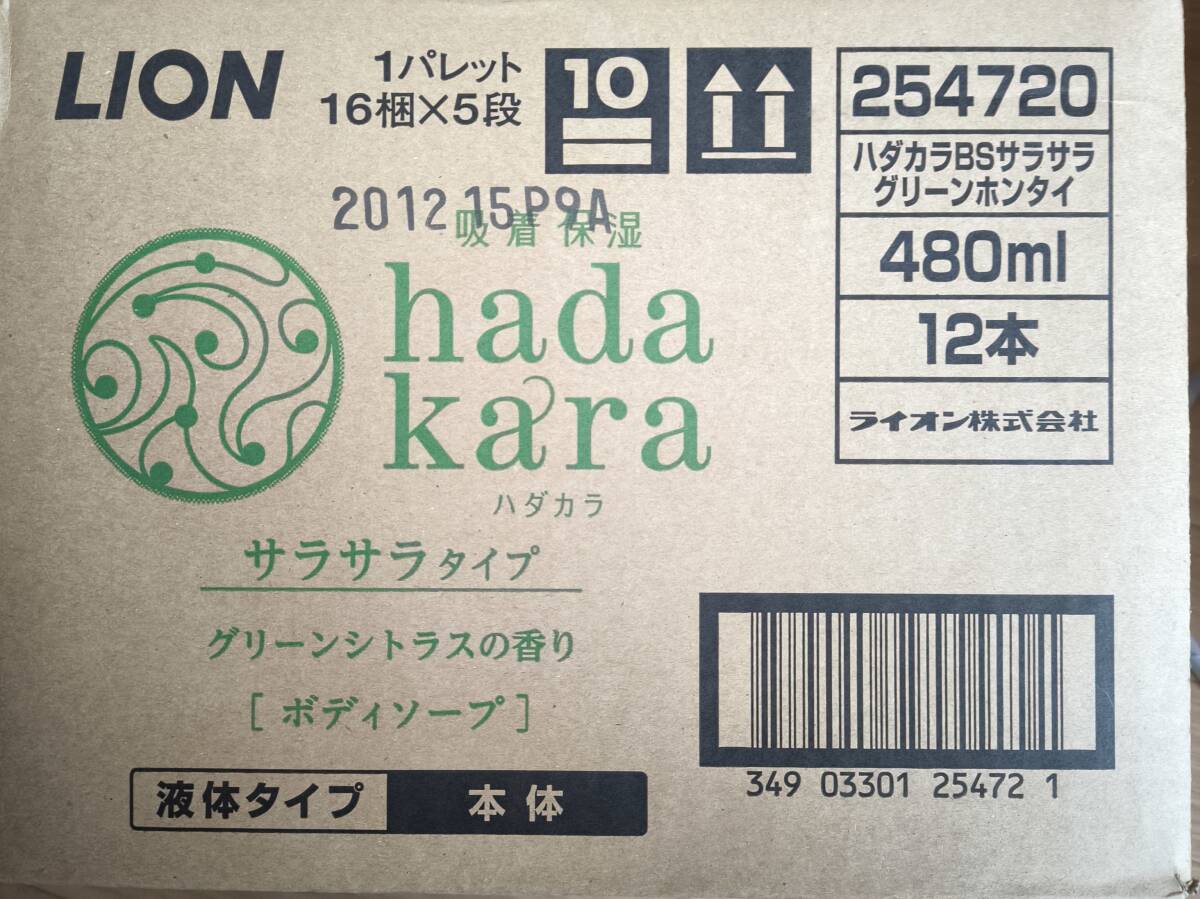 LION
1パレット
16梱×5段
10
254720
ハダカラBSサラサラ
グリーンホンタイ
480ml
12本
ライオン株式会社
2012 15P9A
吸着保湿
hada
kara
ハダカラ
サラサラタイプ
グリーンシトラスの香り
[ボディソープ]
液体タイプ 本体
349 03301 25472 1